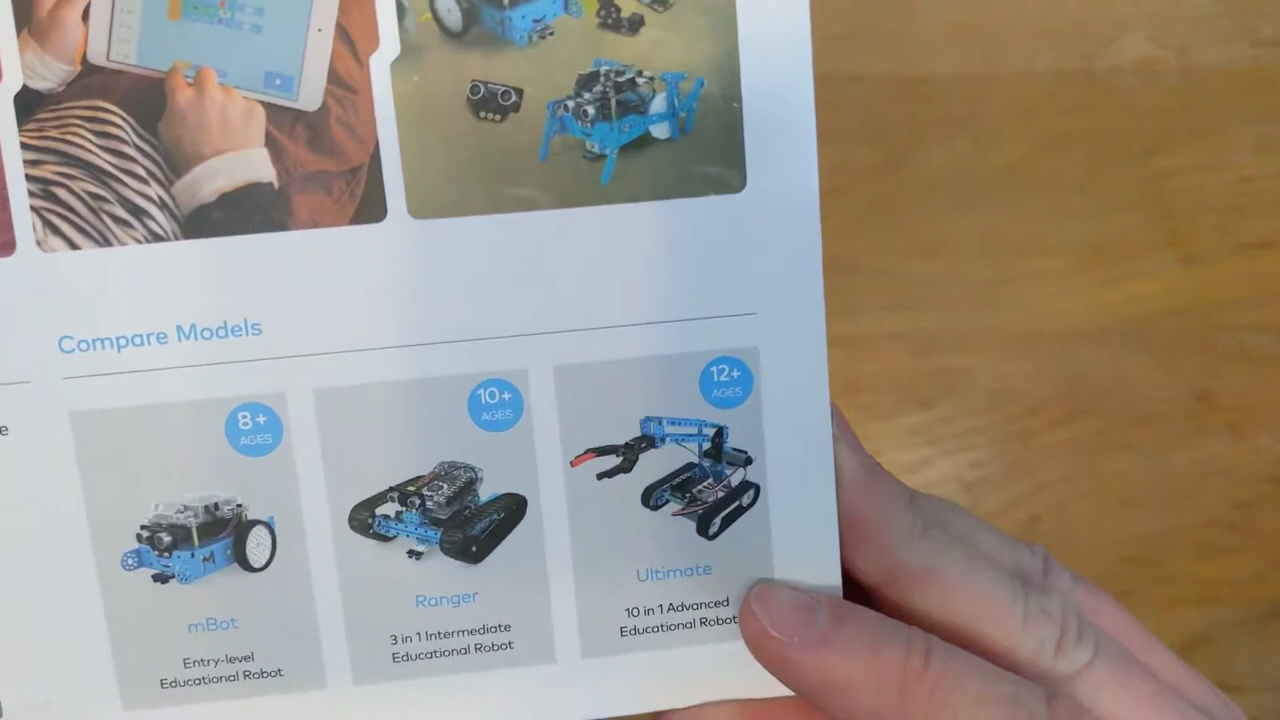 Compare Models
e
8+
AGES
mBot
Entry-level
Educational Robot
10+
AGES
Ranger
3 in 1 Intermediate
Educational Robot
12+
AGES
Ultimate
10 in 1 Advanced
Educational Robot